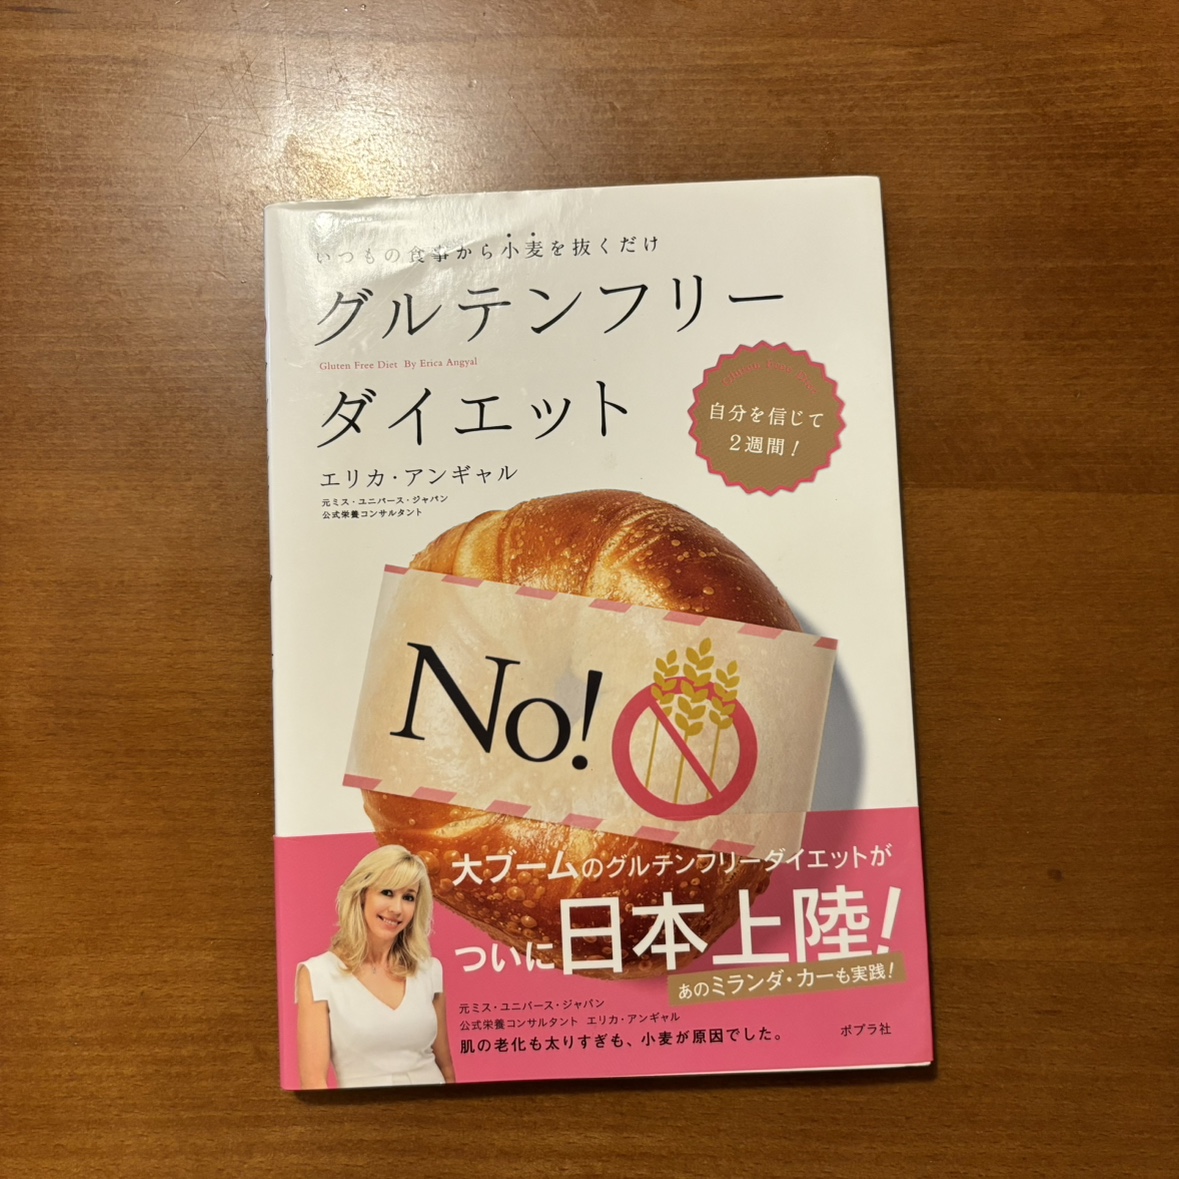 いつもの食事から小麦を抜くだけ
グルテンフリー
Gluten Free Diet By Erica Angyal
ダイエット
自分を信じて
2週間!
エリカ・アンギャル
元ミス・ユニバース・ジャパン
公式栄養コンサルタント
No!
大ブームのグルテンフリーダイエットが
ついに日本上陸!
あのミランダ・カーも実践!
元ミス・ユニバース・ジャパン
公式栄養コンサルタント エリカ・アンギャル
肌の老化も太りすぎも、小麦が原因でした。
ポプラ社